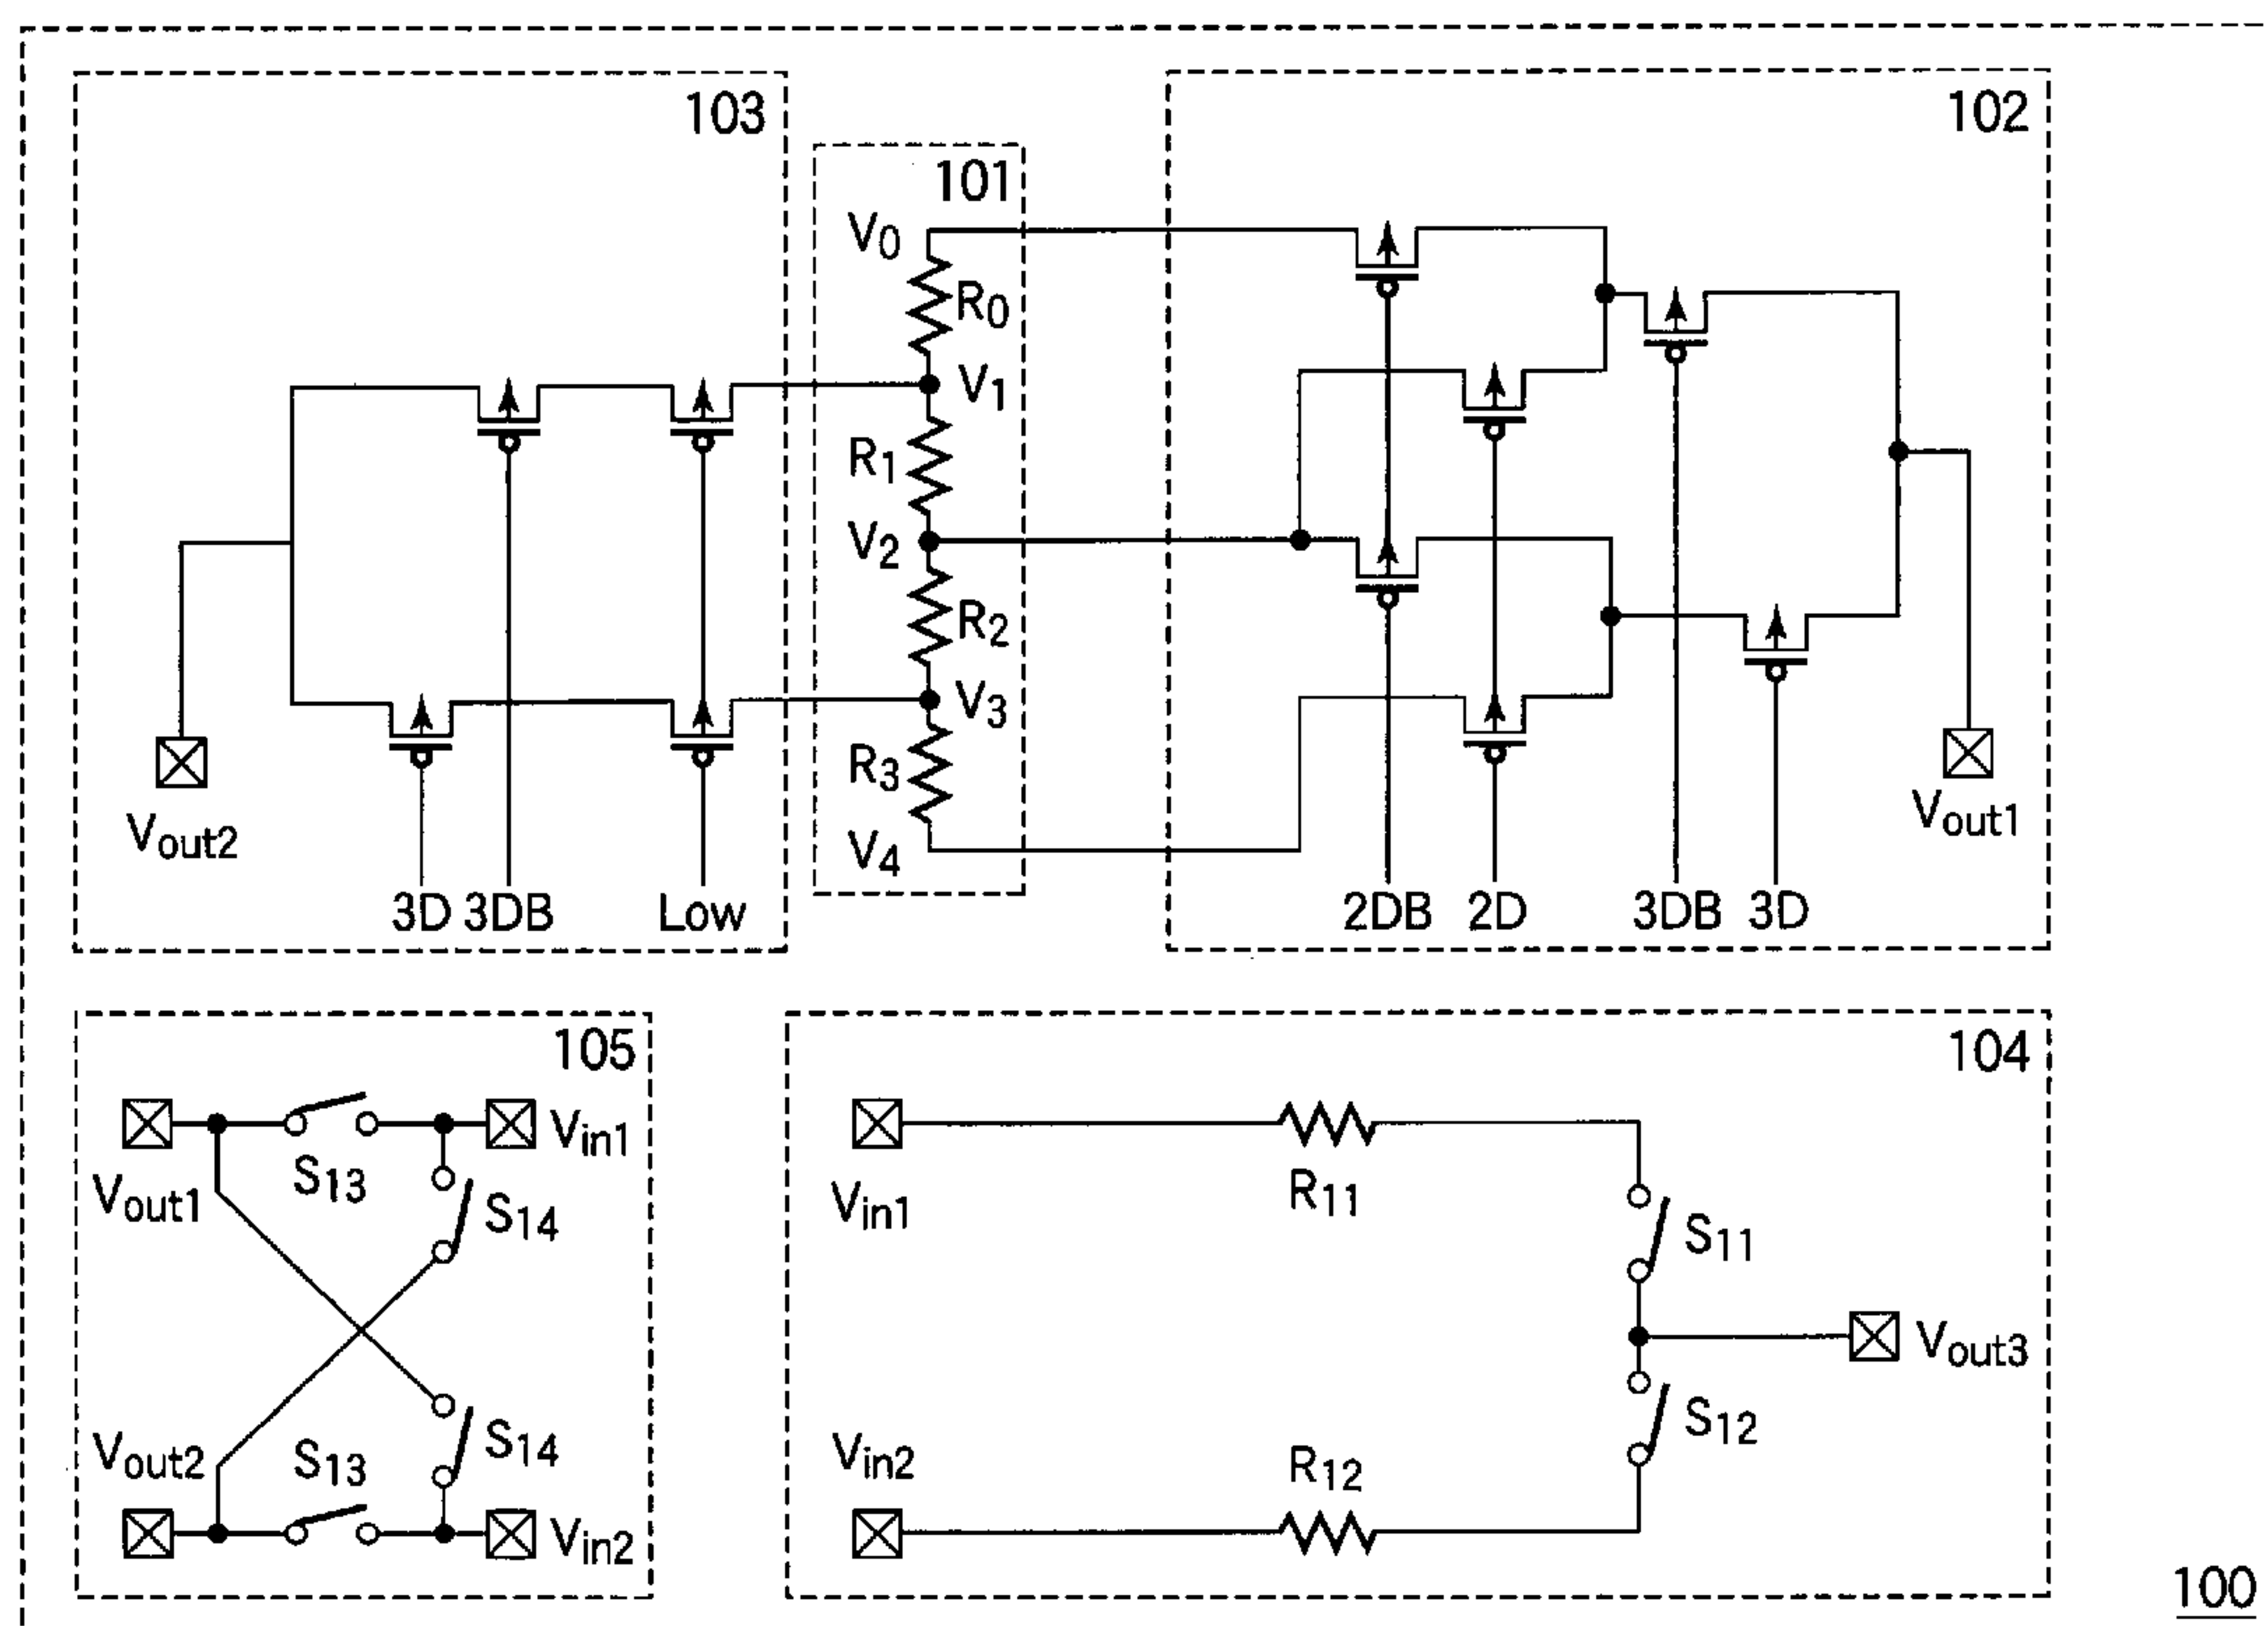 103
102
101
V0
R0
V1
R1
V2
R2
V3
R3
V4
Vout2
Vout1
3D 3DB Low
2DB 2D 3DB 3D
105
104
Vin1
S13
Vout1
S14
Vin1
R11
S11
Vout3
Vout2
S13
S14
Vin2
Vin2
R12
S12
100